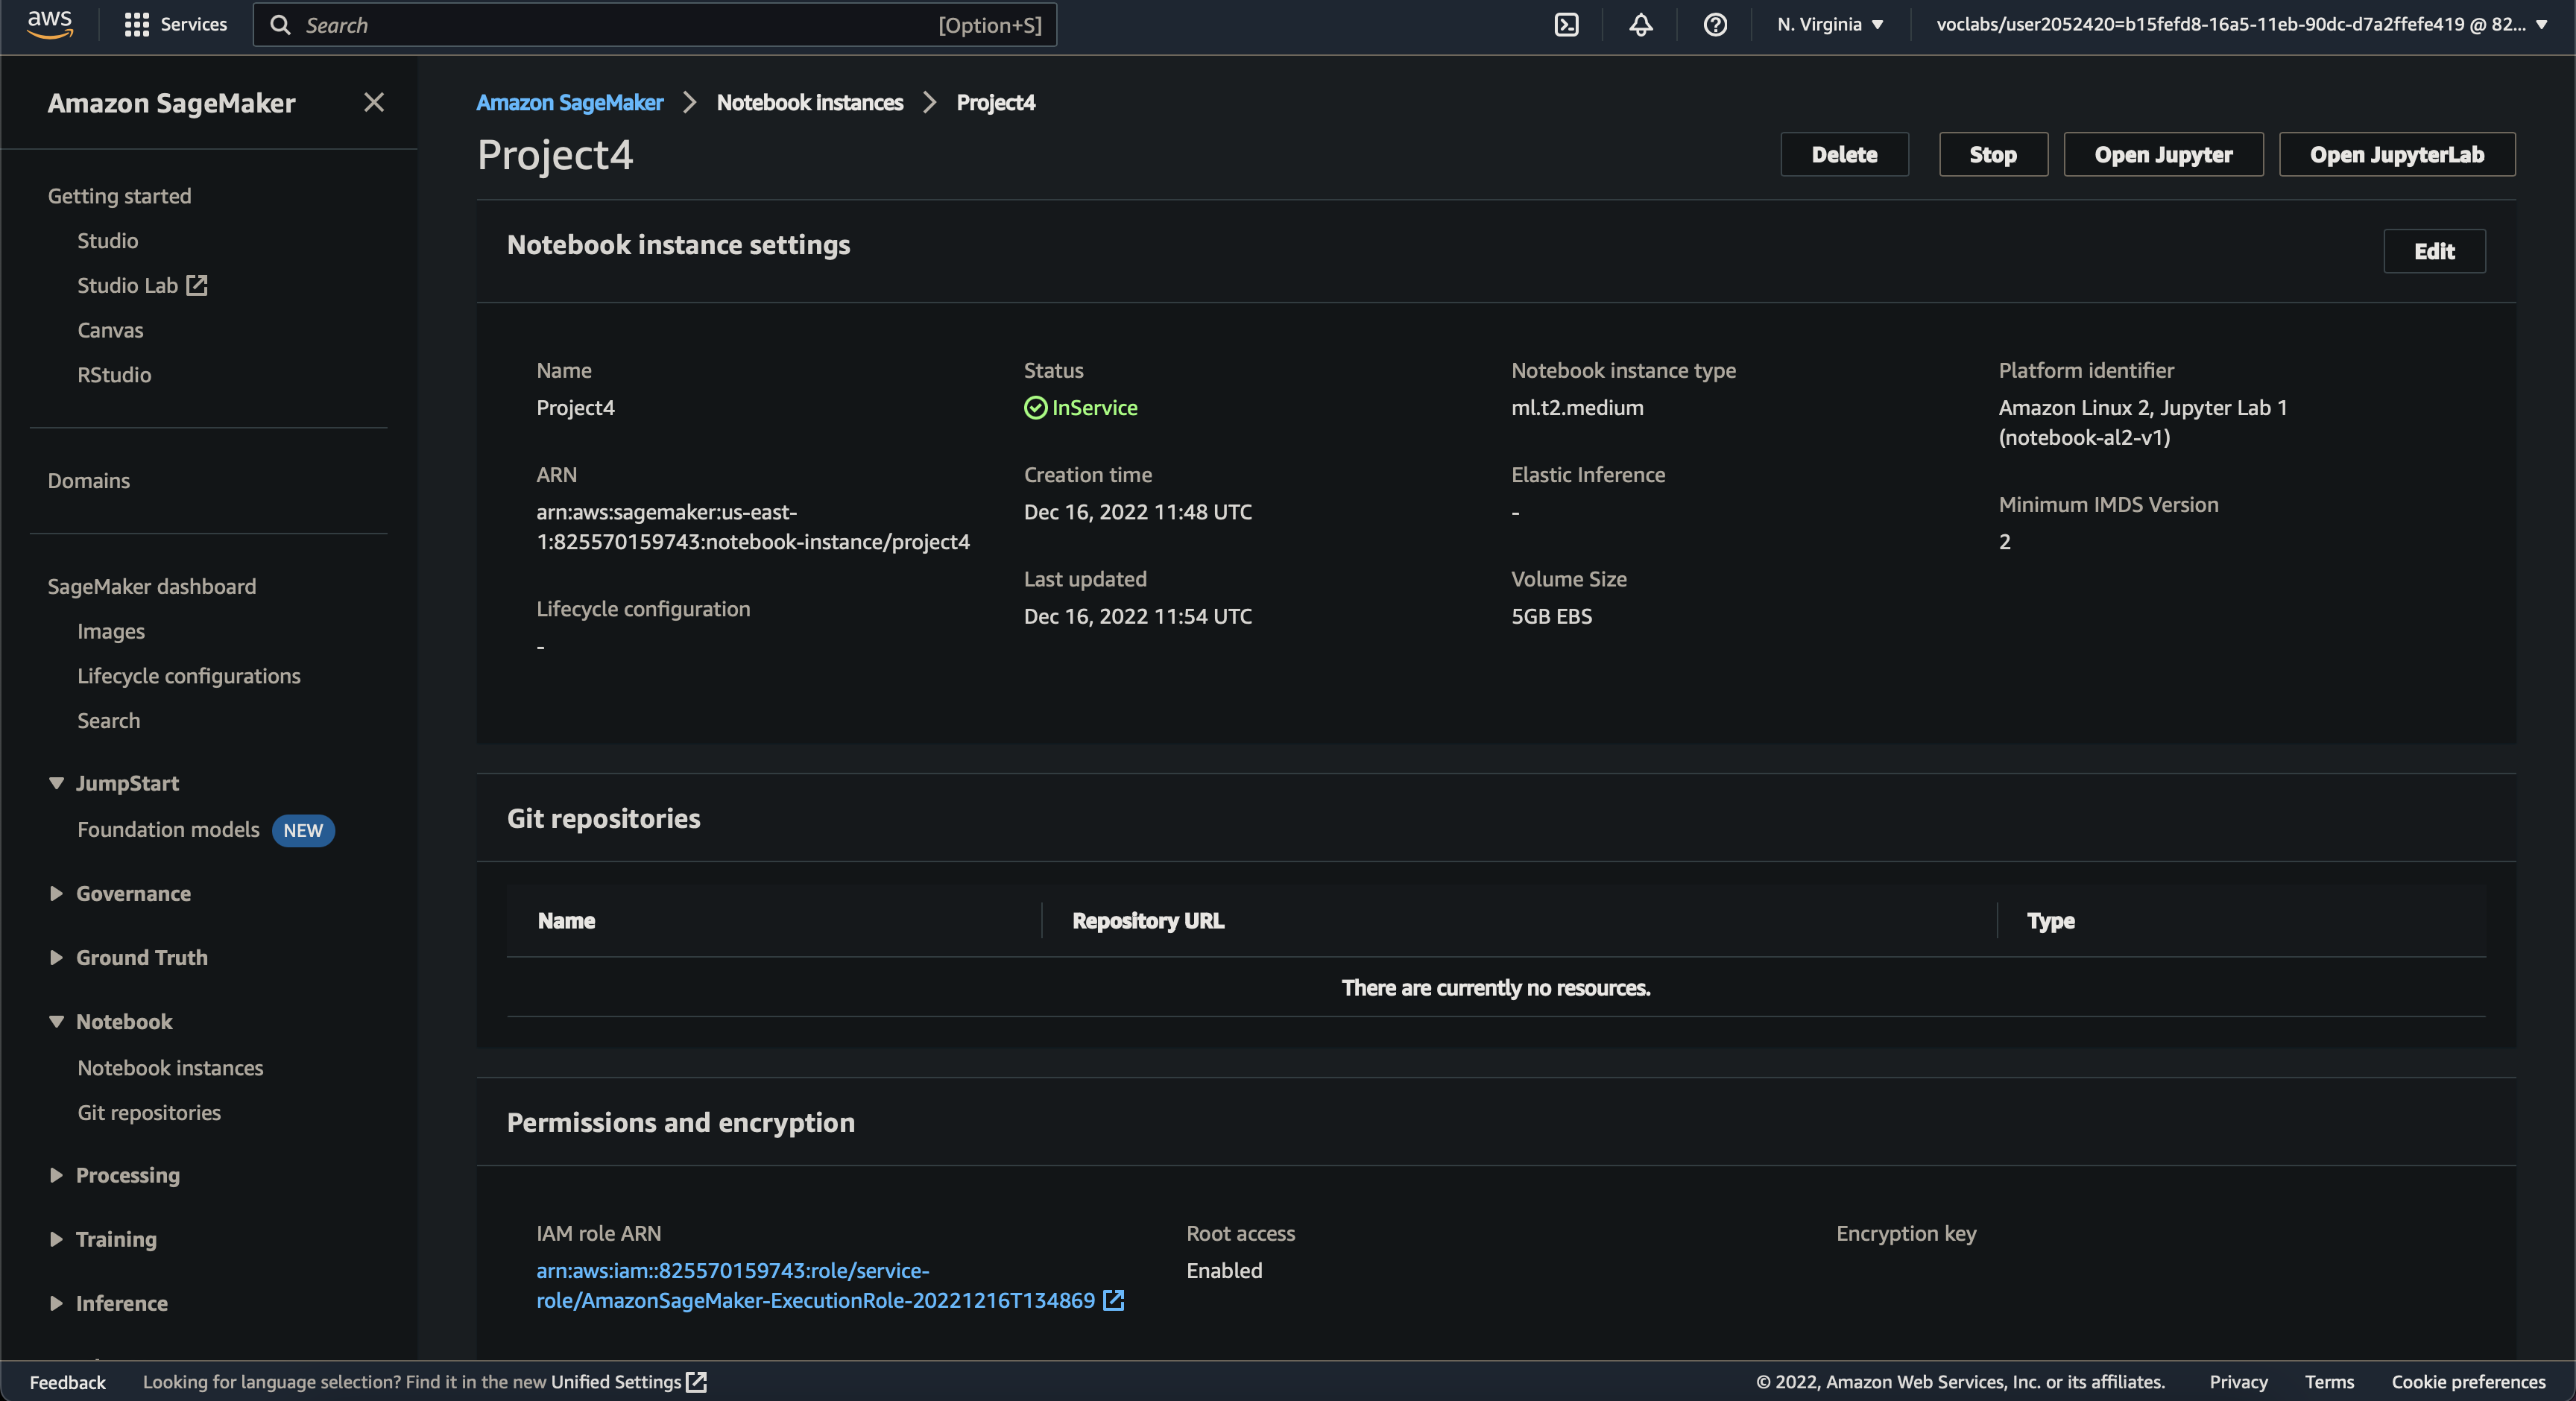 aws
Services
Search
[Option+S]
N. Virginia
voclabs/user2052420=b15fefd8-16a5-11eb-90dc-d7a2ffefe419 @ 82...
Amazon SageMaker
Getting started
Studio
Studio Lab
Canvas
RStudio
Domains
SageMaker dashboard
Images
Lifecycle configurations
Search
JumpStart
Foundation models NEW
Governance
Ground Truth
Notebook
Notebook instances
Git repositories
Processing
Training
Inference
Amazon SageMaker
Notebook instances
Project4
Project4
Delete
Stop
Open Jupyter
Open JupyterLab
Notebook instance settings
Edit
Name
Project4
ARN
arn:aws:sagemaker:us-east-
1:825570159743:notebook-instance/project4
Lifecycle configuration
-
Status
InService
Creation time
Dec 16, 2022 11:48 UTC
Last updated
Dec 16, 2022 11:54 UTC
Notebook instance type
ml.t2.medium
Elastic Inference
-
Volume Size
5GB EBS
Platform identifier
Amazon Linux 2, Jupyter Lab 1
(notebook-al2-v1)
Minimum IMDS Version
2
Git repositories
Name
Repository URL
Type
There are currently no resources.
Permissions and encryption
IAM role ARN
arn:aws:iam::825570159743:role/service-
role/AmazonSageMaker-ExecutionRole-20221216T134869
Root access
Enabled
Encryption key
Feedback
Looking for language selection? Find it in the new Unified Settings
© 2022, Amazon Web Services, Inc. or its affiliates.
Privacy
Terms
Cookie preferences